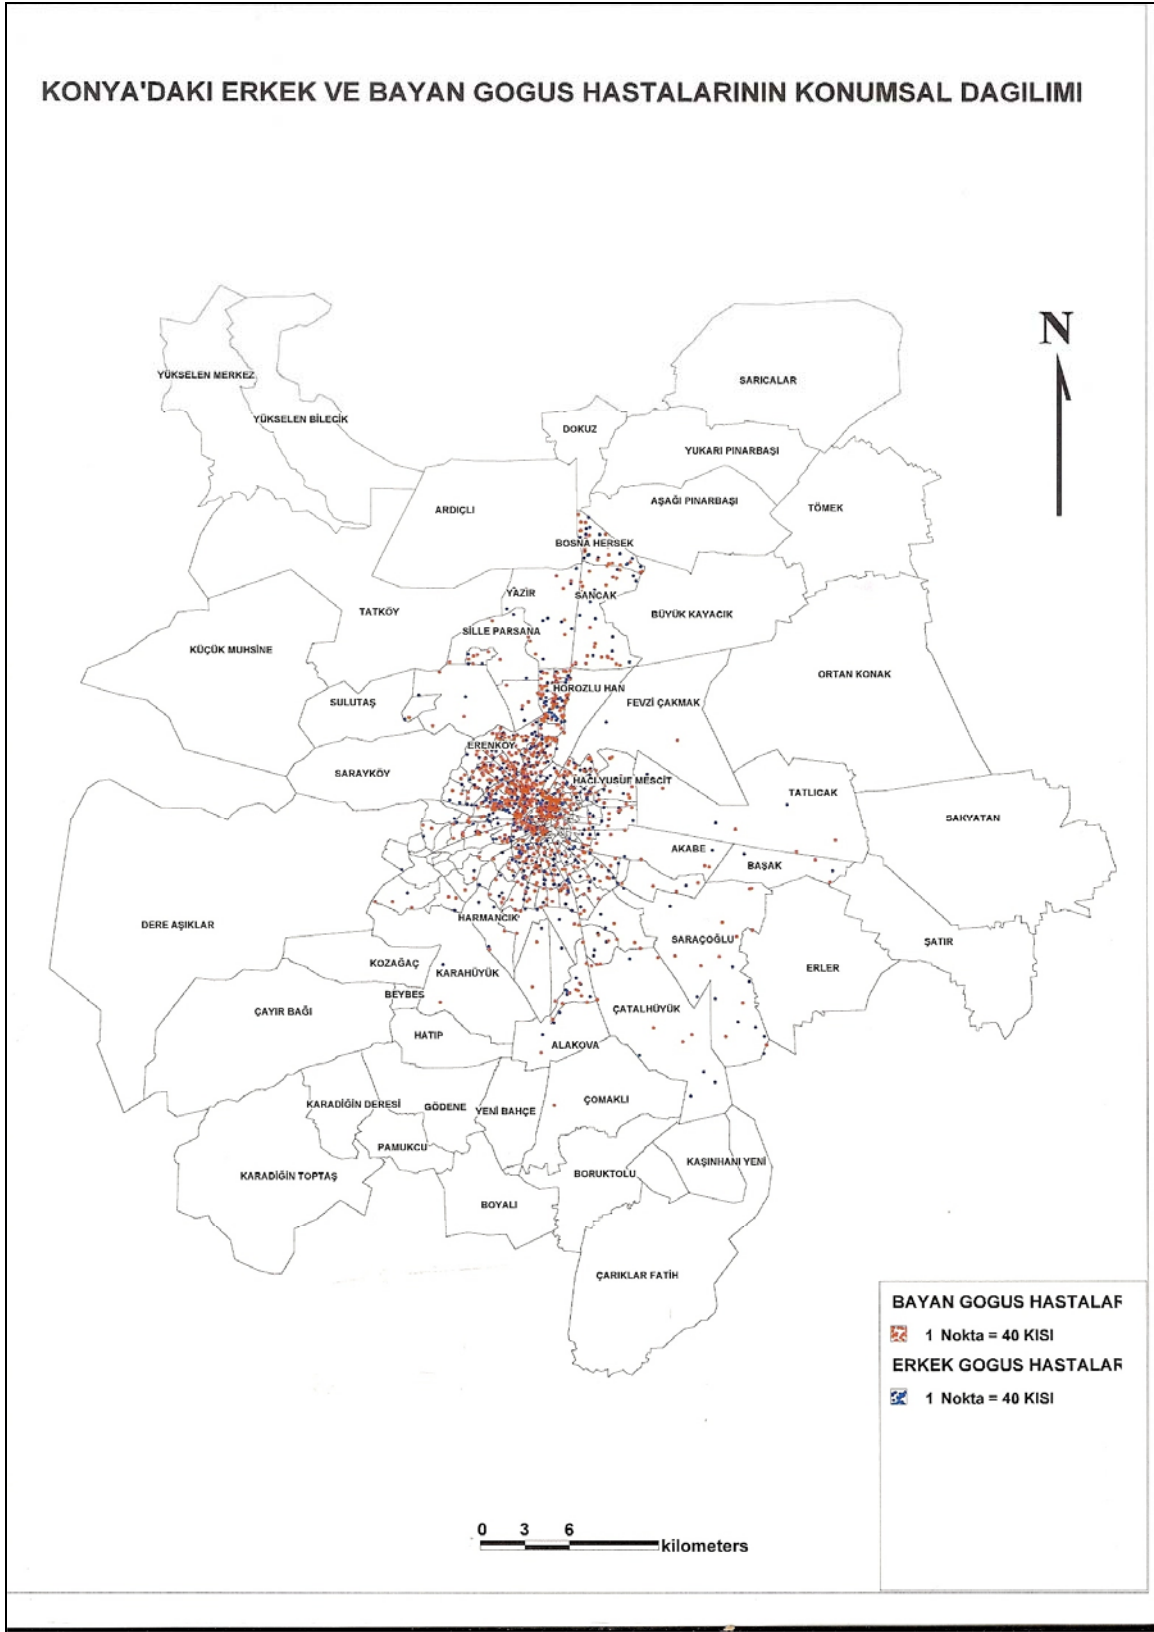 KONYA'DAKI ERKEK VE BAYAN GOGUS HASTALARININ KONUMSAL DAGILIMI
N
YÜKSELEN MERKEZ
SARICALAR
YÜKSELEN BİLECİK
DOKUZ
YUKARI PINARBAŞI
AŞAĞI PINARBAŞI
ARDIÇLI
TÖMEK
BOSNA HERSEK
YAZIR
SANCAK
TATKÖY
BÜYÜK KAYACIK
SİLLE PARSANA
KÜÇÜK MUHSİNE
ORTAN KONAK
HOROZLU HAN
SULUTAŞ
FEVZİ ÇAKMAK
ERENKÖY
SARAYKÖY
HACI YUSUF MESCİT
TATLICAK
SAKYATAN
AKABE
BAŞAK
HARMANCIK
DERE AŞIKLAR
SARAÇOĞLU
ŞATIR
KOZAĞAÇ
KARAHÜYÜK
ERLER
BEYBES
ÇAYIR BAĞI
ÇATALHÜYÜK
HATIP
ALAKOVA
KARADİĞİN DERESİ
GÖDENE
YENİ BAHÇE
ÇOMAKLI
PAMUKCU
KARADİĞİN TOPTAŞ
BORUKTOLU
KAŞINHANI YENİ
BOYALI
ÇARIKLAR FATİH
BAYAN GOGUS HASTALAR
1 Nokta = 40 KISI
ERKEK GOGUS HASTALAR
1 Nokta = 40 KISI
0 3 6
kilometers